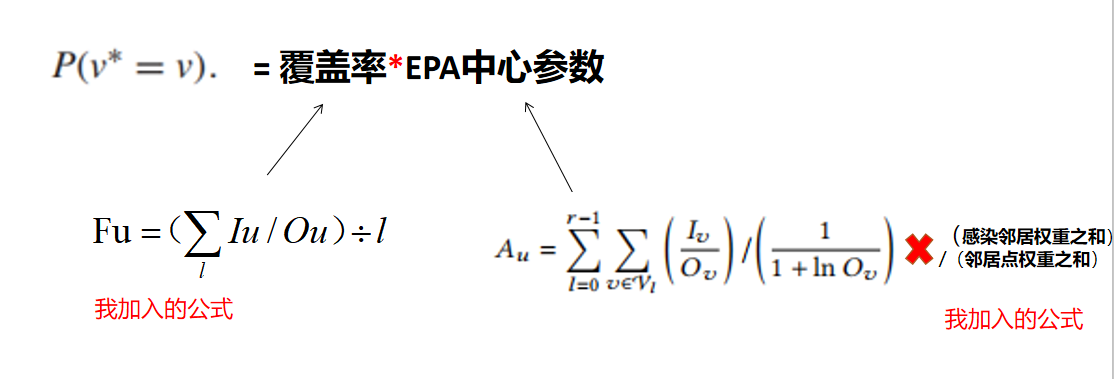 P(v* = v). = 覆盖率*EPA中心参数
Fu =（∑ Iu / Ou）÷ l
l
我加入的公式
r−1
A_u = ∑ ∑ (I_v / O_v) / (1 / (1 + ln O_v)) ✖ （感染邻居权重之和）
l=0 v∈V_l
/（邻居点权重之和）
我加入的公式